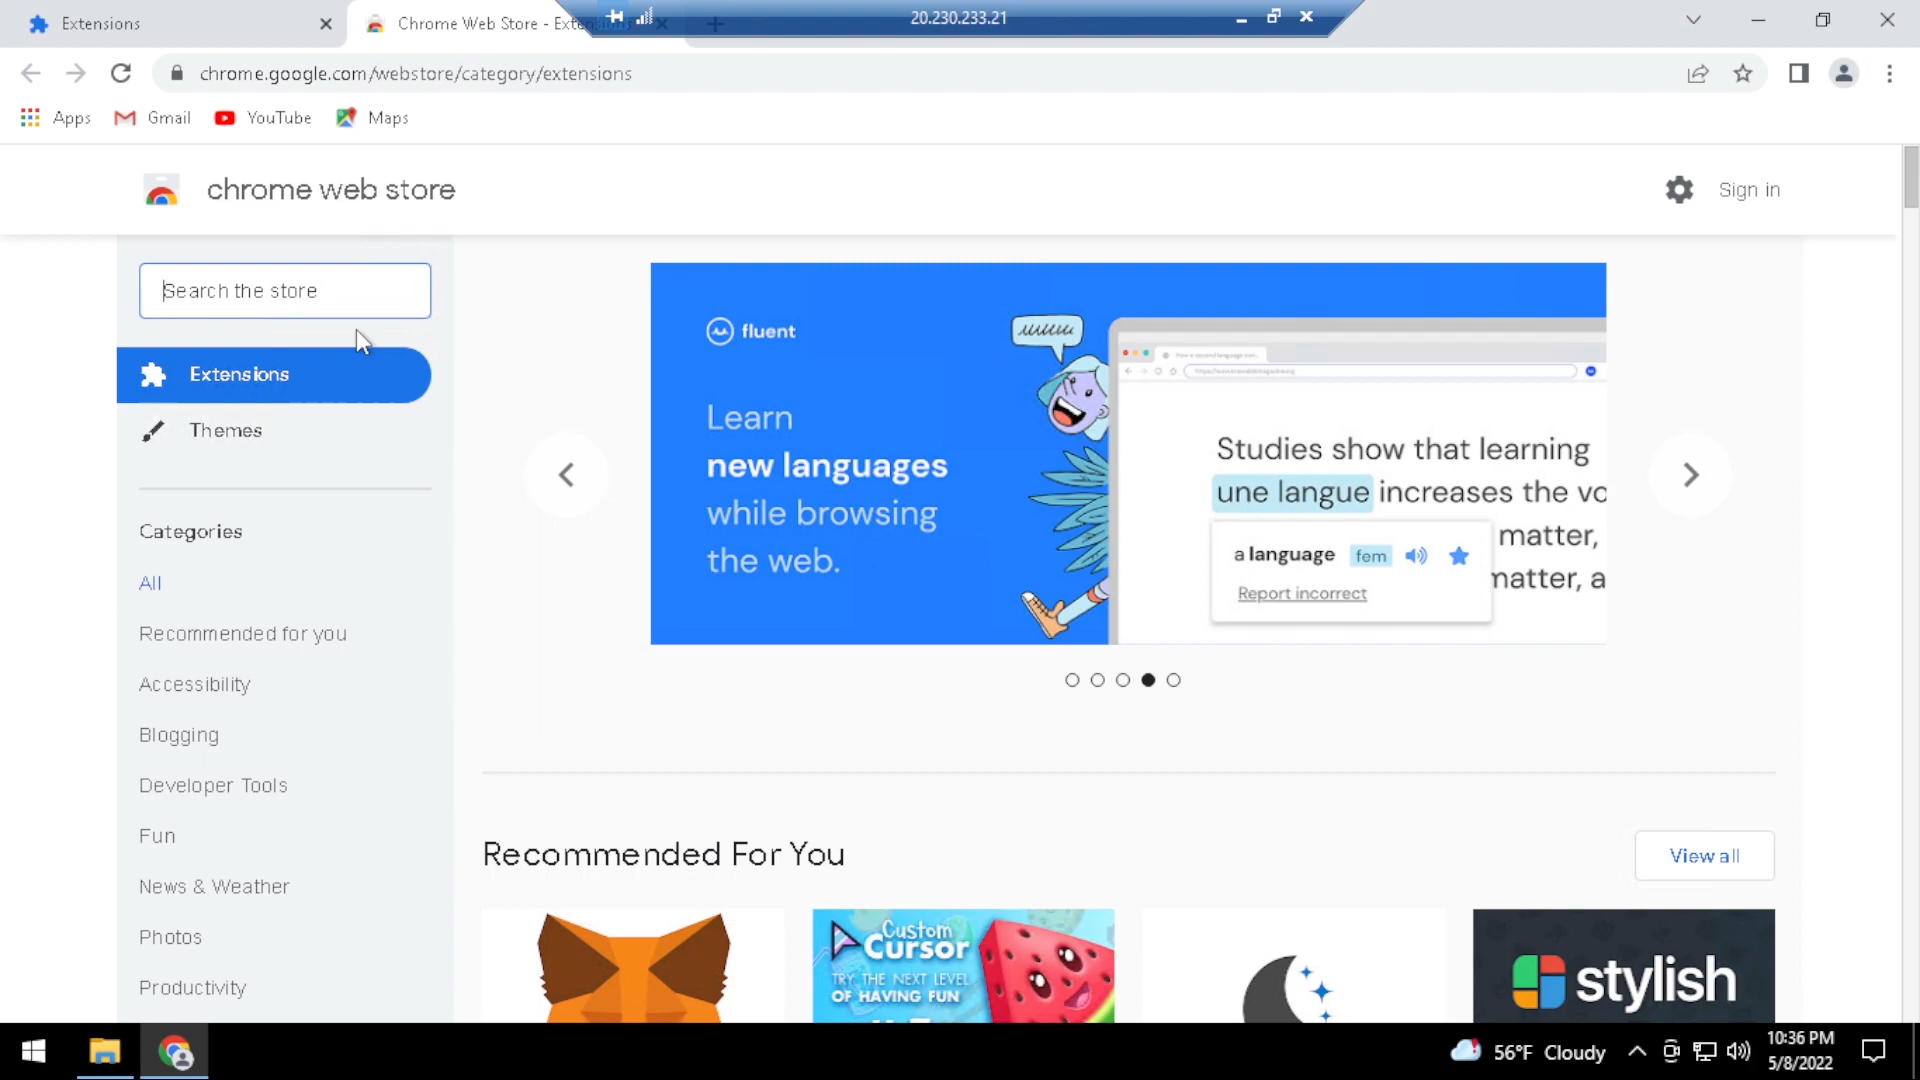 Extensions
Chrome Web Store - Exte
20.230.233.21
chrome.google.com/webstore/category/extensions
Apps
Gmail
YouTube
Maps
chrome web store
Sign in
Search the store
Extensions
Themes
Categories
All
Recommended for you
Accessibility
Blogging
Developer Tools
Fun
News & Weather
Photos
Productivity
fluent
Learn
new languages
while browsing
the web.
Studies show that learning
une langue increases the vo
matter,
matter, a
a language fem
Report incorrect
Recommended For You
View all
Custom
Cursor
TRY THE NEXT LEVEL
OF HAVING FUN
stylish
56°F Cloudy
10:36 PM
5/8/2022